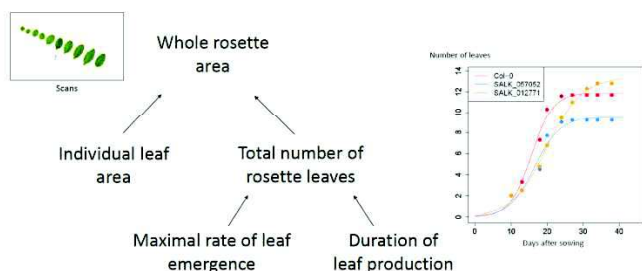 Whole rosette
area
Scans
Individual leaf
area
Total number of
rosette leaves
Maximal rate of leaf
emergence
Duration of
leaf production
Number of leaves
Col-0
SALK_057052
SALK_012771
14
12
10
8
6
4
2
0
0
10
20
30
40
Days after sowing